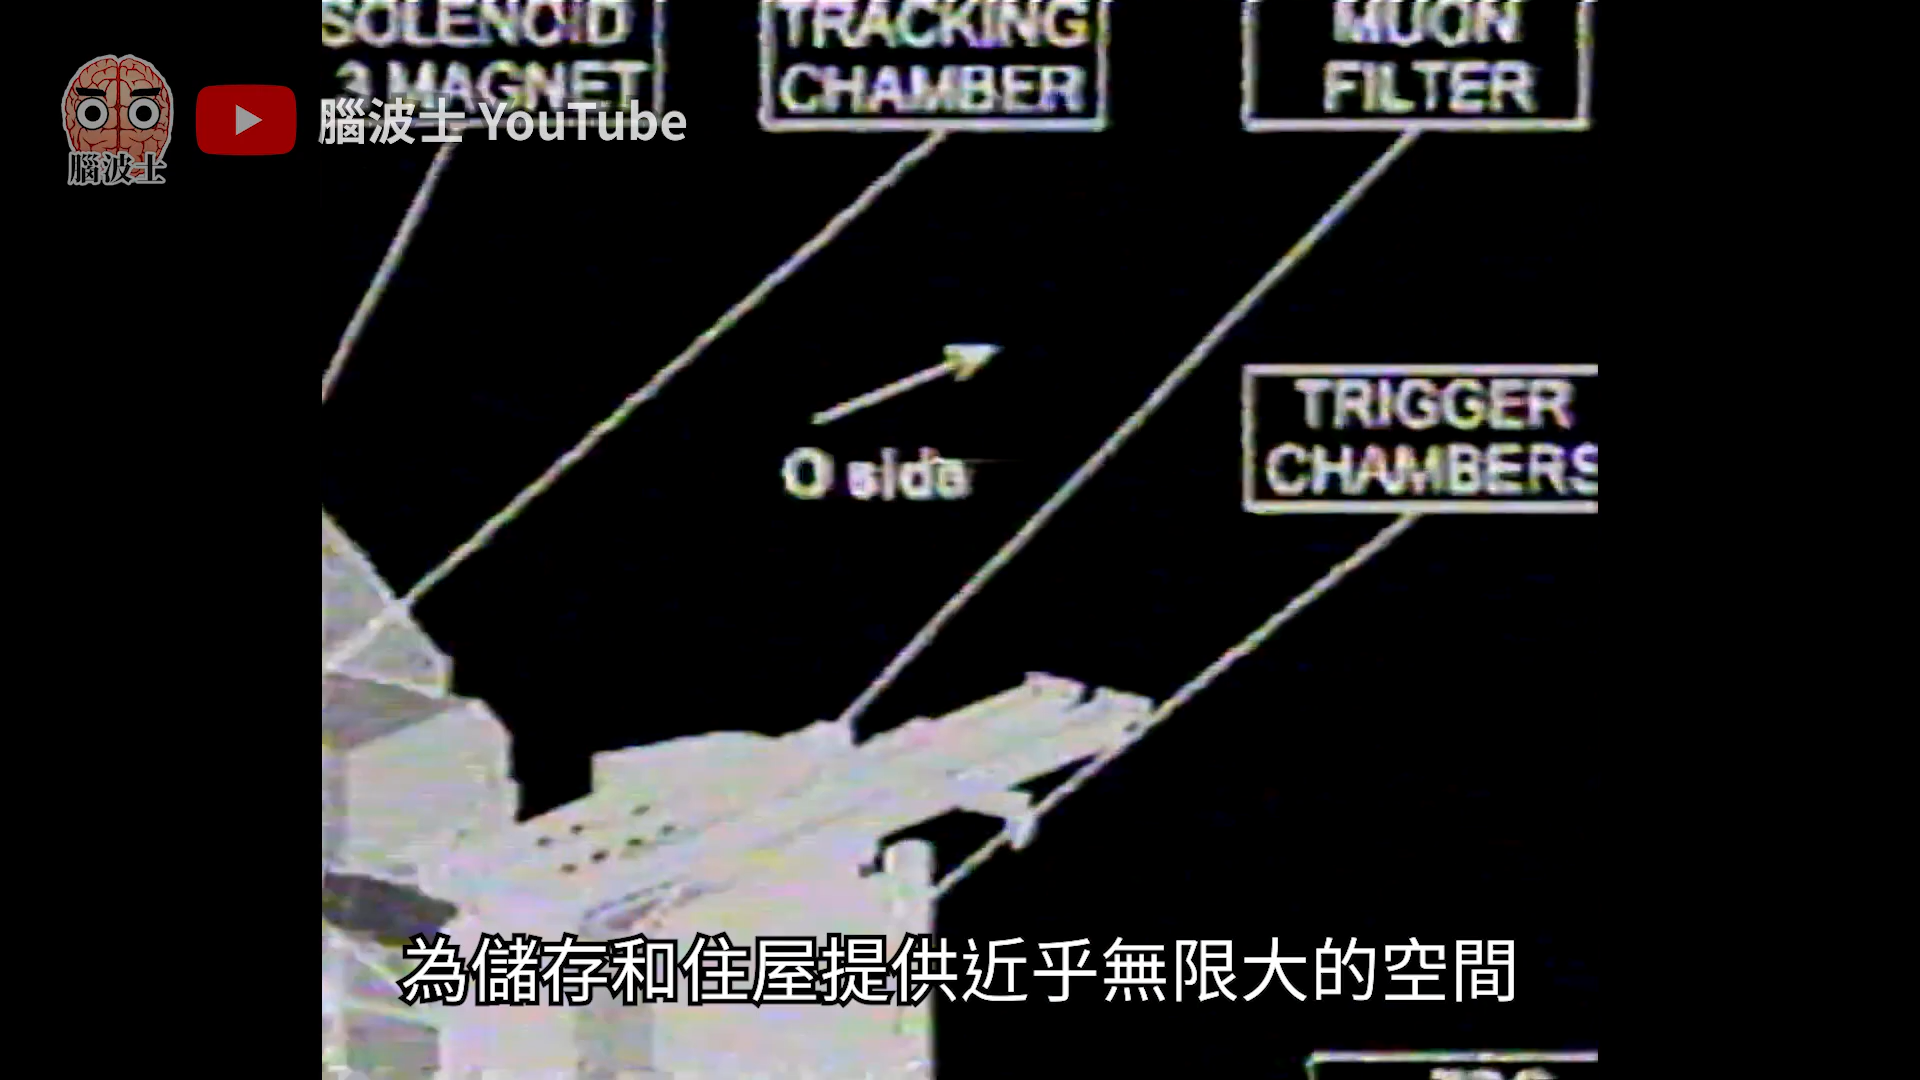 SOLENOID
3 MAGNET
TRACKING
CHAMBER
MUON
FILTER
腦波士
腦波士 YouTube
TRIGGER
CHAMBERS
O side
為儲存和住屋提供近乎無限大的空間